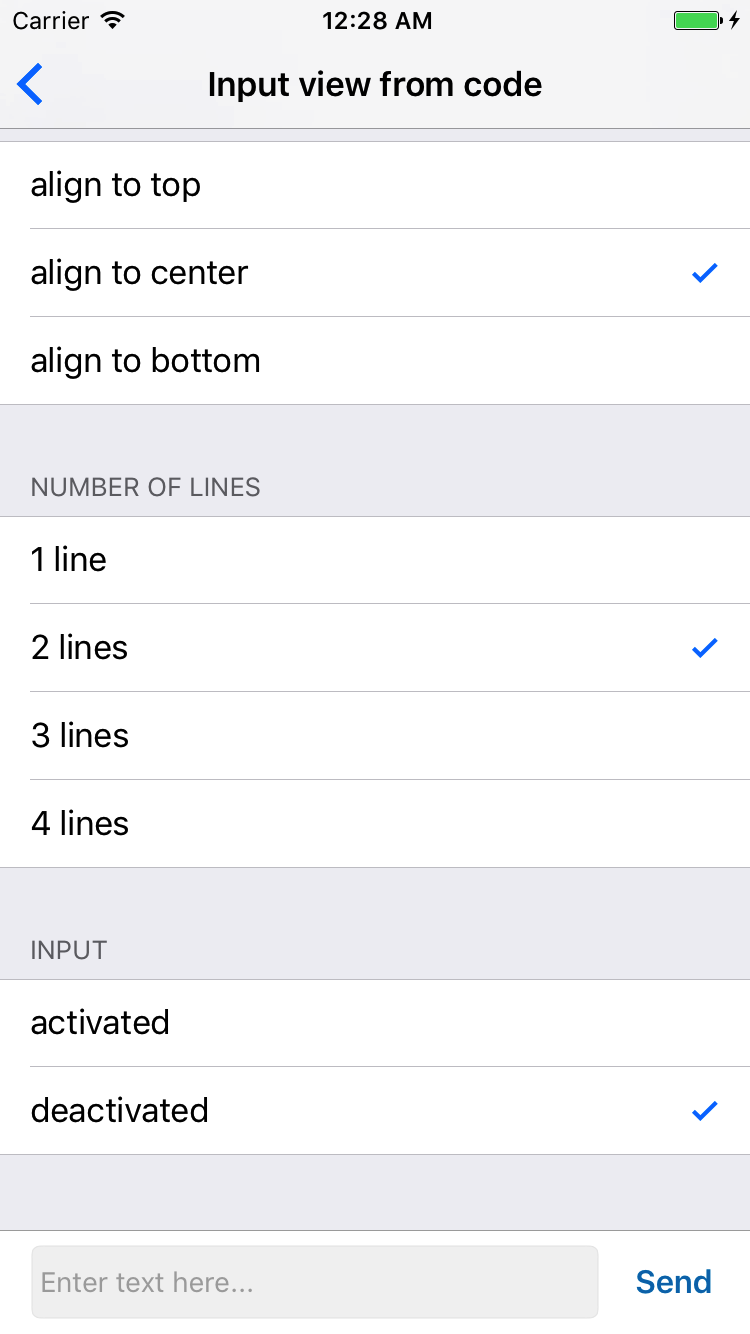 Carrier 12:28 AM
Input view from code
align to top
align to center
align to bottom
NUMBER OF LINES
1 line
2 lines
3 lines
4 lines
INPUT
activated
deactivated
Enter text here... Send